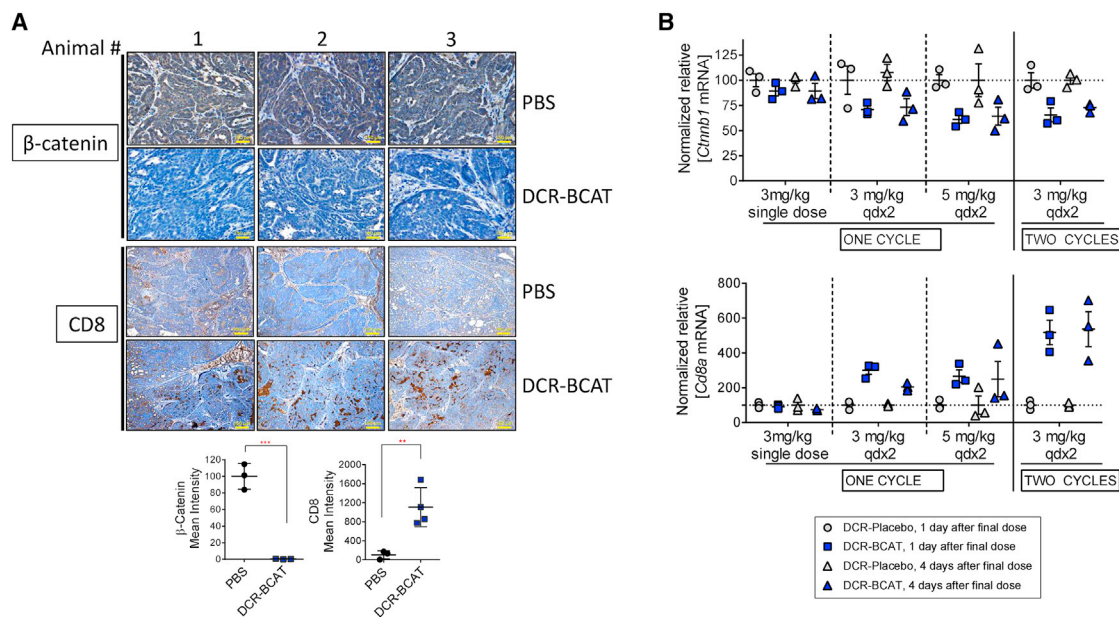 A
Animal #
1
2
3
β-catenin
PBS
DCR-BCAT
CD8
PBS
DCR-BCAT
β-Catenin
Mean Intensity
120
100
80
60
40
20
0
PBS
DCR-BCAT
***
CD8
Mean Intensity
2000
1600
1200
800
400
0
PBS
DCR-BCAT
**
B
Normalized relative
[Ctnnb1 mRNA]
125
100
75
50
25
0
3mg/kg
single dose
3 mg/kg
qdx2
5 mg/kg
qdx2
3 mg/kg
qdx2
ONE CYCLE
TWO CYCLES
Normalized relative
[Cd8a mRNA]
800
600
400
200
100
0
3mg/kg
single dose
3 mg/kg
qdx2
5 mg/kg
qdx2
3 mg/kg
qdx2
ONE CYCLE
TWO CYCLES
DCR-Placebo, 1 day after final dose
DCR-BCAT, 1 day after final dose
DCR-Placebo, 4 days after final dose
DCR-BCAT, 4 days after final dose